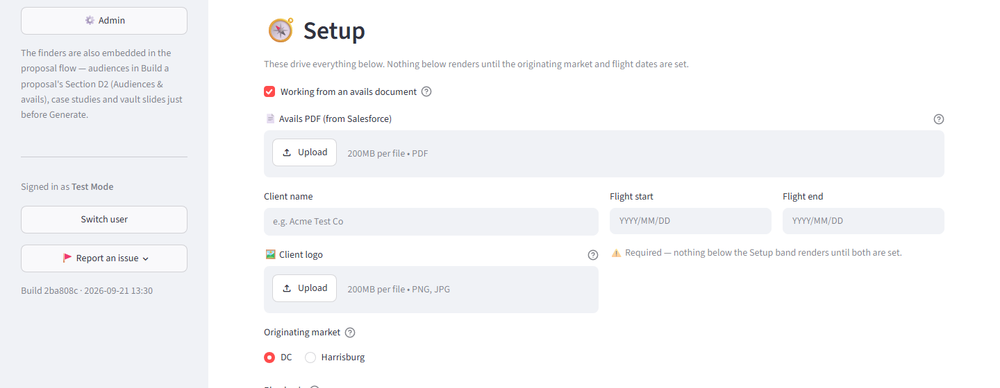 Admin
The finders are also embedded in the
proposal flow — audiences in Build a
proposal's Section D2 (Audiences &
avails), case studies and vault slides just
before Generate.
Signed in as Test Mode
Switch user
Report an issue
Build 2ba808c · 2026-09-21 13:30
Setup
These drive everything below. Nothing below renders until the originating market and flight dates are set.
Working from an avails document
Avails PDF (from Salesforce)
Upload
200MB per file • PDF
Client name
Flight start
Flight end
e.g. Acme Test Co
YYYY/MM/DD
YYYY/MM/DD
Client logo
Required — nothing below the Setup band renders until both are set.
Upload
200MB per file • PNG, JPG
Originating market
DC
Harrisburg